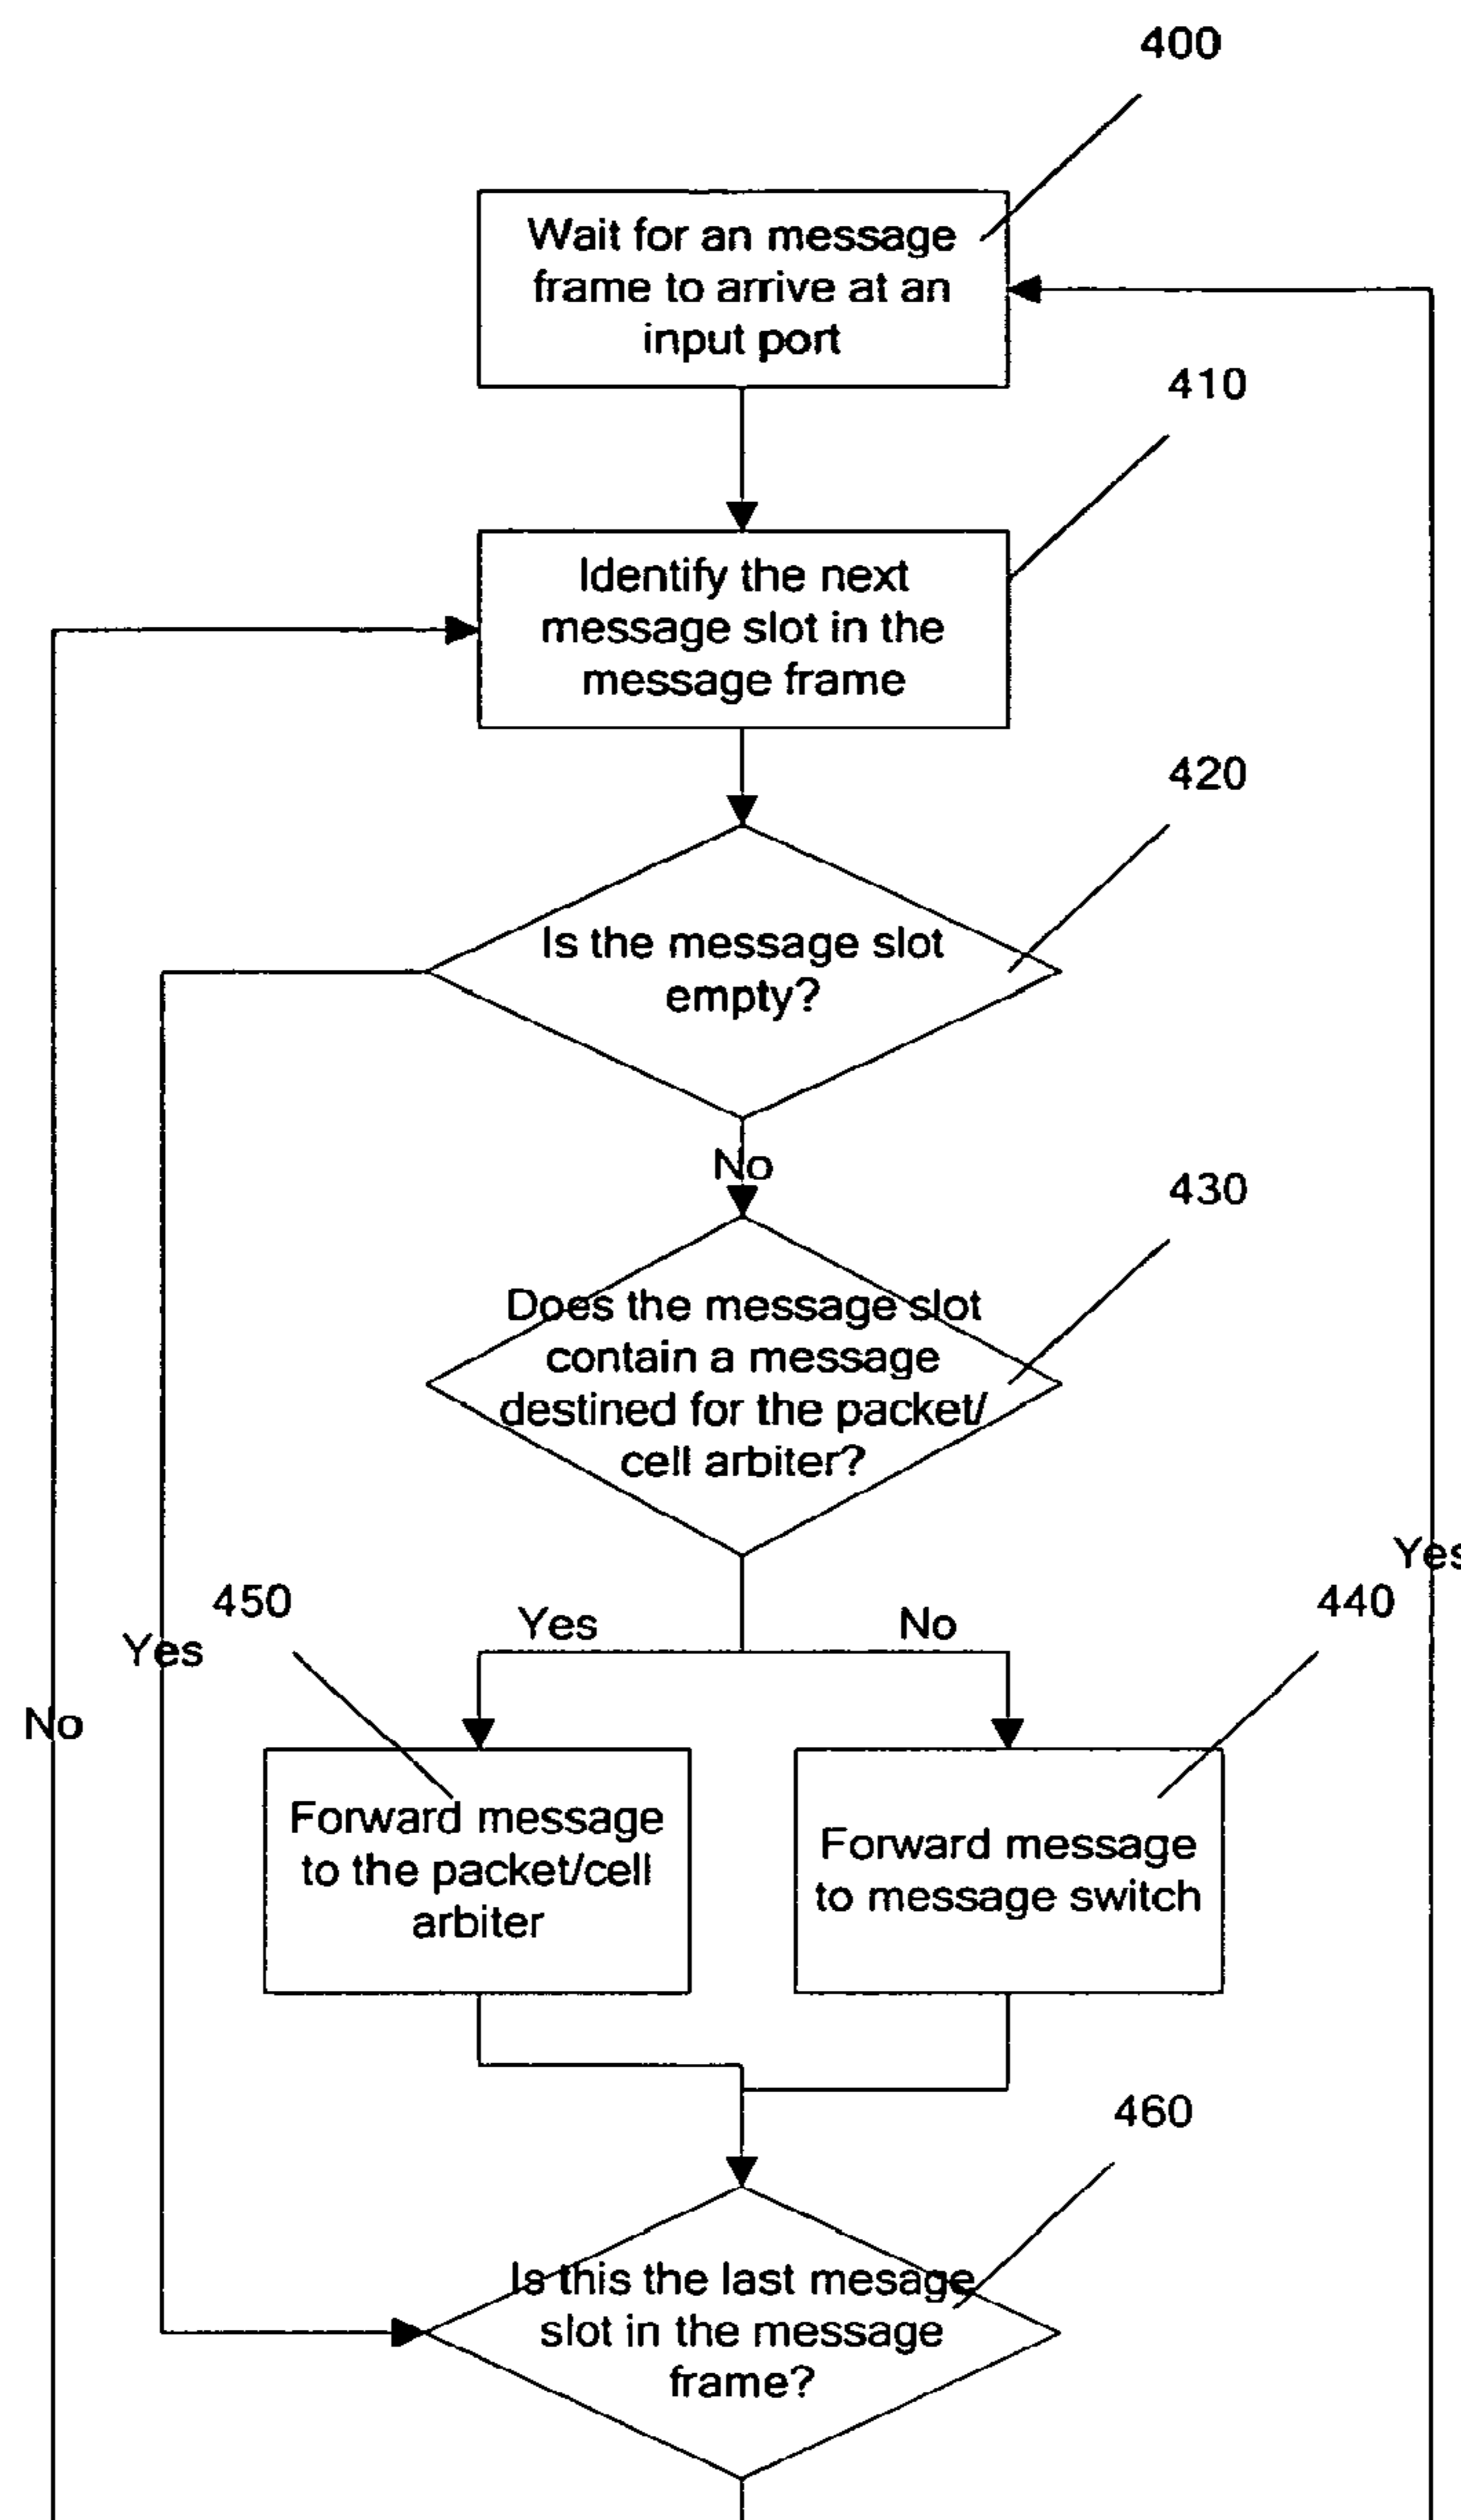 400
Wait for an message
frame to arrive at an
input port
410
Identify the next
message slot in the
message frame
420
Is the message slot
empty?
No
430
Does the message slot
contain a message
destined for the packet/
cell arbiter?
Yes
450
440
Yes
No
Yes
No
Forward message
to the packet/cell
arbiter
Forward message
to message switch
460
Is this the last mesage
slot in the message
frame?